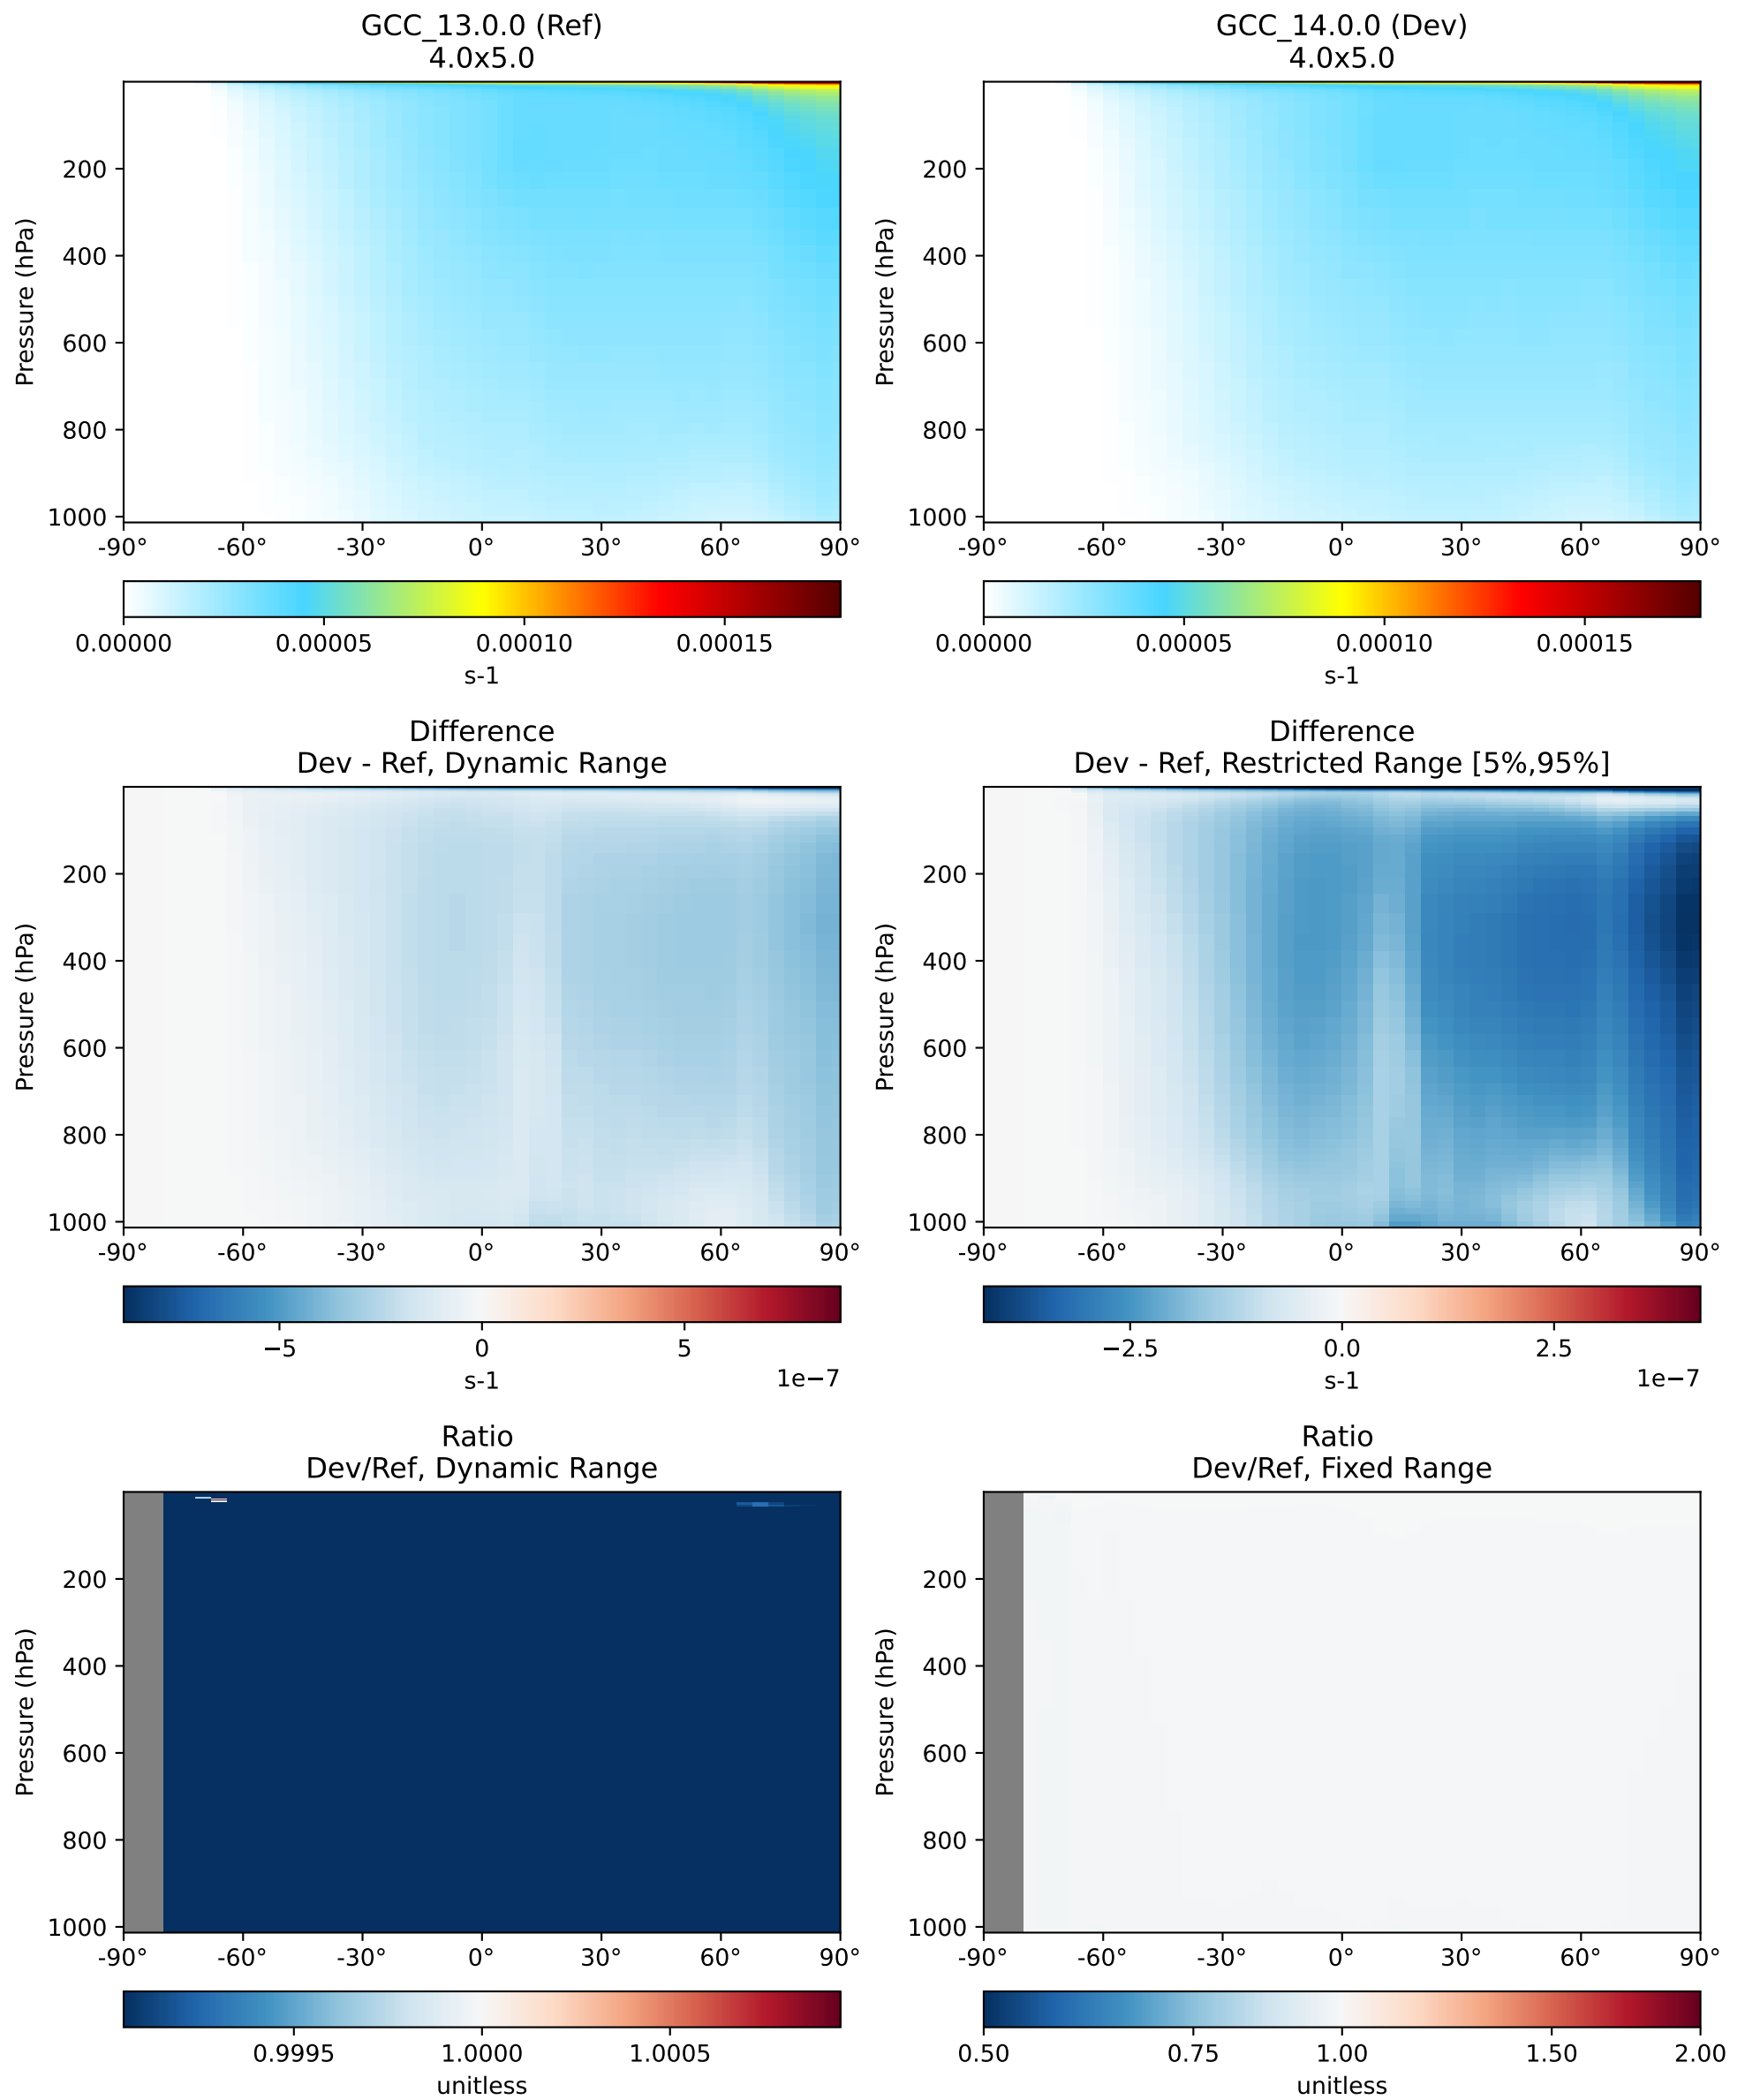 GCC_13.0.0 (Ref)
4.0x5.0
Pressure (hPa)
200
400
600
800
1000
-90° -60° -30° 0° 30° 60° 90°
0.00000 0.00005 0.00010 0.00015
s-1
GCC_14.0.0 (Dev)
4.0x5.0
Pressure (hPa)
200
400
600
800
1000
-90° -60° -30° 0° 30° 60° 90°
0.00000 0.00005 0.00010 0.00015
s-1
Difference
Dev - Ref, Dynamic Range
Pressure (hPa)
200
400
600
800
1000
-90° -60° -30° 0° 30° 60° 90°
−5 0 5
s-1
1e−7
Difference
Dev - Ref, Restricted Range [5%,95%]
Pressure (hPa)
200
400
600
800
1000
-90° -60° -30° 0° 30° 60° 90°
−2.5 0.0 2.5
s-1
1e−7
Ratio
Dev/Ref, Dynamic Range
Pressure (hPa)
200
400
600
800
1000
-90° -60° -30° 0° 30° 60° 90°
0.9995 1.0000 1.0005
unitless
Ratio
Dev/Ref, Fixed Range
Pressure (hPa)
200
400
600
800
1000
-90° -60° -30° 0° 30° 60° 90°
0.50 0.75 1.00 1.50 2.00
unitless